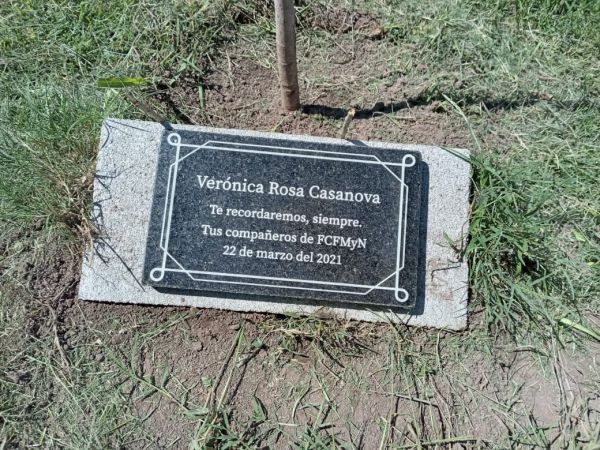 Verónica Rosa Casanova
Te recordaremos, siempre.
Tus compañeros de FCFMyN
22 de marzo del 2021